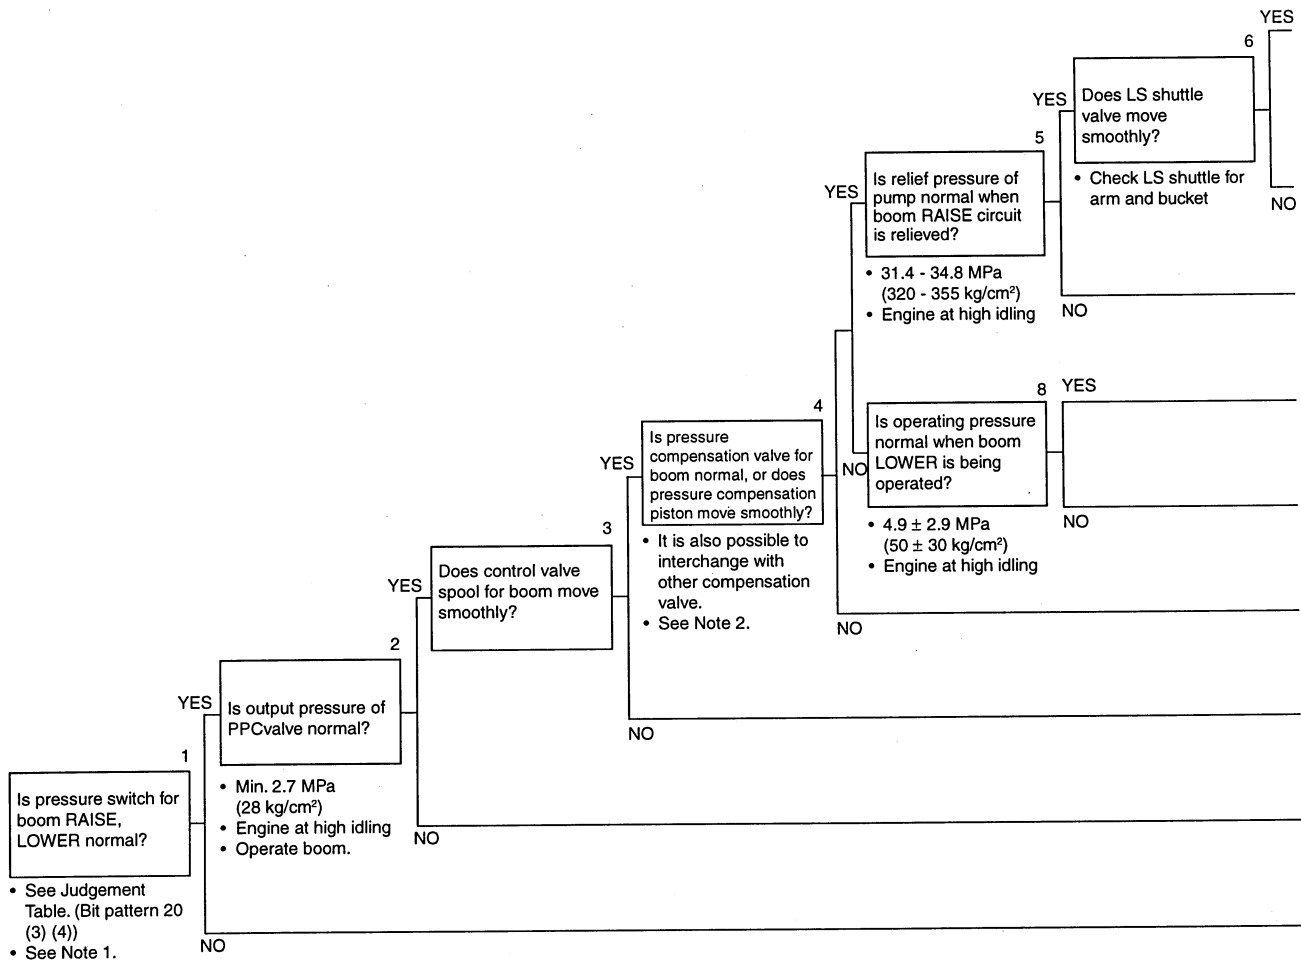 YES
6
Does LS shuttle
valve move
smoothly?
YES
• Check LS shuttle for
arm and bucket
NO
5
Is relief pressure of
pump normal when
boom RAISE circuit
is relieved?
YES
• 31.4 - 34.8 MPa
(320 - 355 kg/cm²)
• Engine at high idling
NO
8
YES
Is operating pressure
normal when boom
LOWER is being
operated?
NO
• 4.9 ± 2.9 MPa
(50 ± 30 kg/cm²)
• Engine at high idling
NO
4
Is pressure
compensation valve for
boom normal, or does
pressure compensation
piston move smoothly?
YES
• It is also possible to
interchange with
other compensation
valve.
• See Note 2.
NO
3
Does control valve
spool for boom move
smoothly?
YES
NO
2
Is output pressure of
PPCvalve normal?
YES
• Min. 2.7 MPa
(28 kg/cm²)
• Engine at high idling
• Operate boom.
NO
1
Is pressure switch for
boom RAISE,
LOWER normal?
• See Judgement
Table. (Bit pattern 20
(3) (4))
• See Note 1.
NO